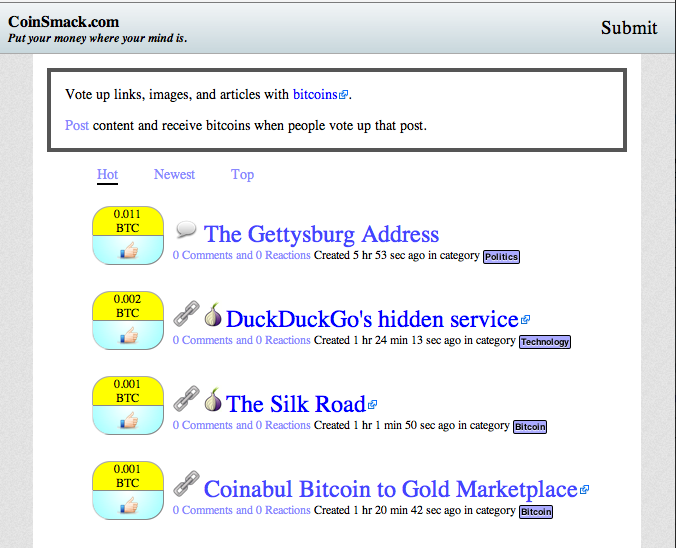 CoinSmack.com
Submit
Put your money where your mind is.
Vote up links, images, and articles with bitcoins.
Post content and receive bitcoins when people vote up that post.
Hot Newest Top
0.011
BTC
The Gettysburg Address
0 Comments and 0 Reactions Created 5 hr 53 sec ago in category Politics
0.002
BTC
DuckDuckGo's hidden service
0 Comments and 0 Reactions Created 1 hr 24 min 13 sec ago in category Technology
0.001
BTC
The Silk Road
0 Comments and 0 Reactions Created 1 hr 1 min 50 sec ago in category Bitcoin
0.001
BTC
Coinabul Bitcoin to Gold Marketplace
0 Comments and 0 Reactions Created 1 hr 20 min 42 sec ago in category Bitcoin